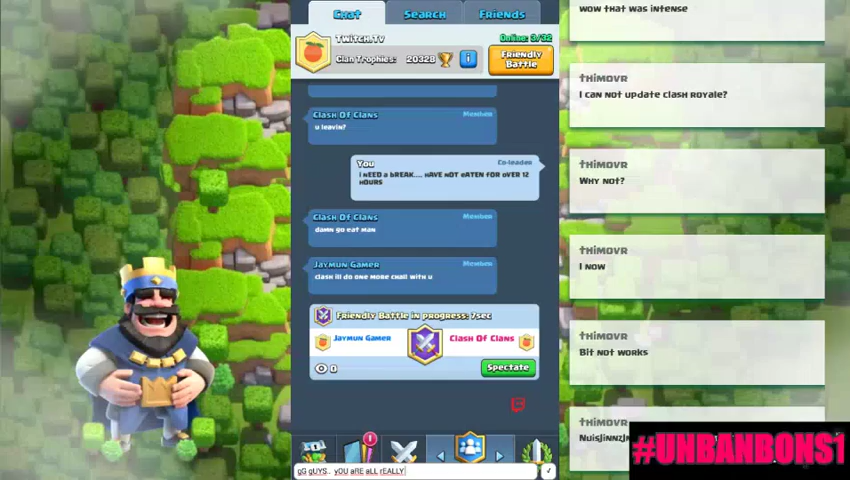 Chat
Search
Friends
Twitch.TV
Online: 3/32
Clan Trophies: 20328
Friendly
Battle
Clash Of Clans
Member
u leavin?
You
Co-leader
I NEED a bREAK.... HAVE NOT eATEN FOR oVER 12
HOURS
Clash Of Clans
Member
damn go eat man
Jaymun Gamer
Member
clash ill do one more chall with u
Friendly Battle in progress: 7sec
Jaymun Gamer
Clash Of Clans
0
Spectate
1
gG gUYS.. yOU aRE aLL rEALLY
wow that was intense
thimovr
I can not update clash royale?
thimovr
Why not?
thimovr
I now
thimovr
Bit not works
thimovr
#UNBANBONS1